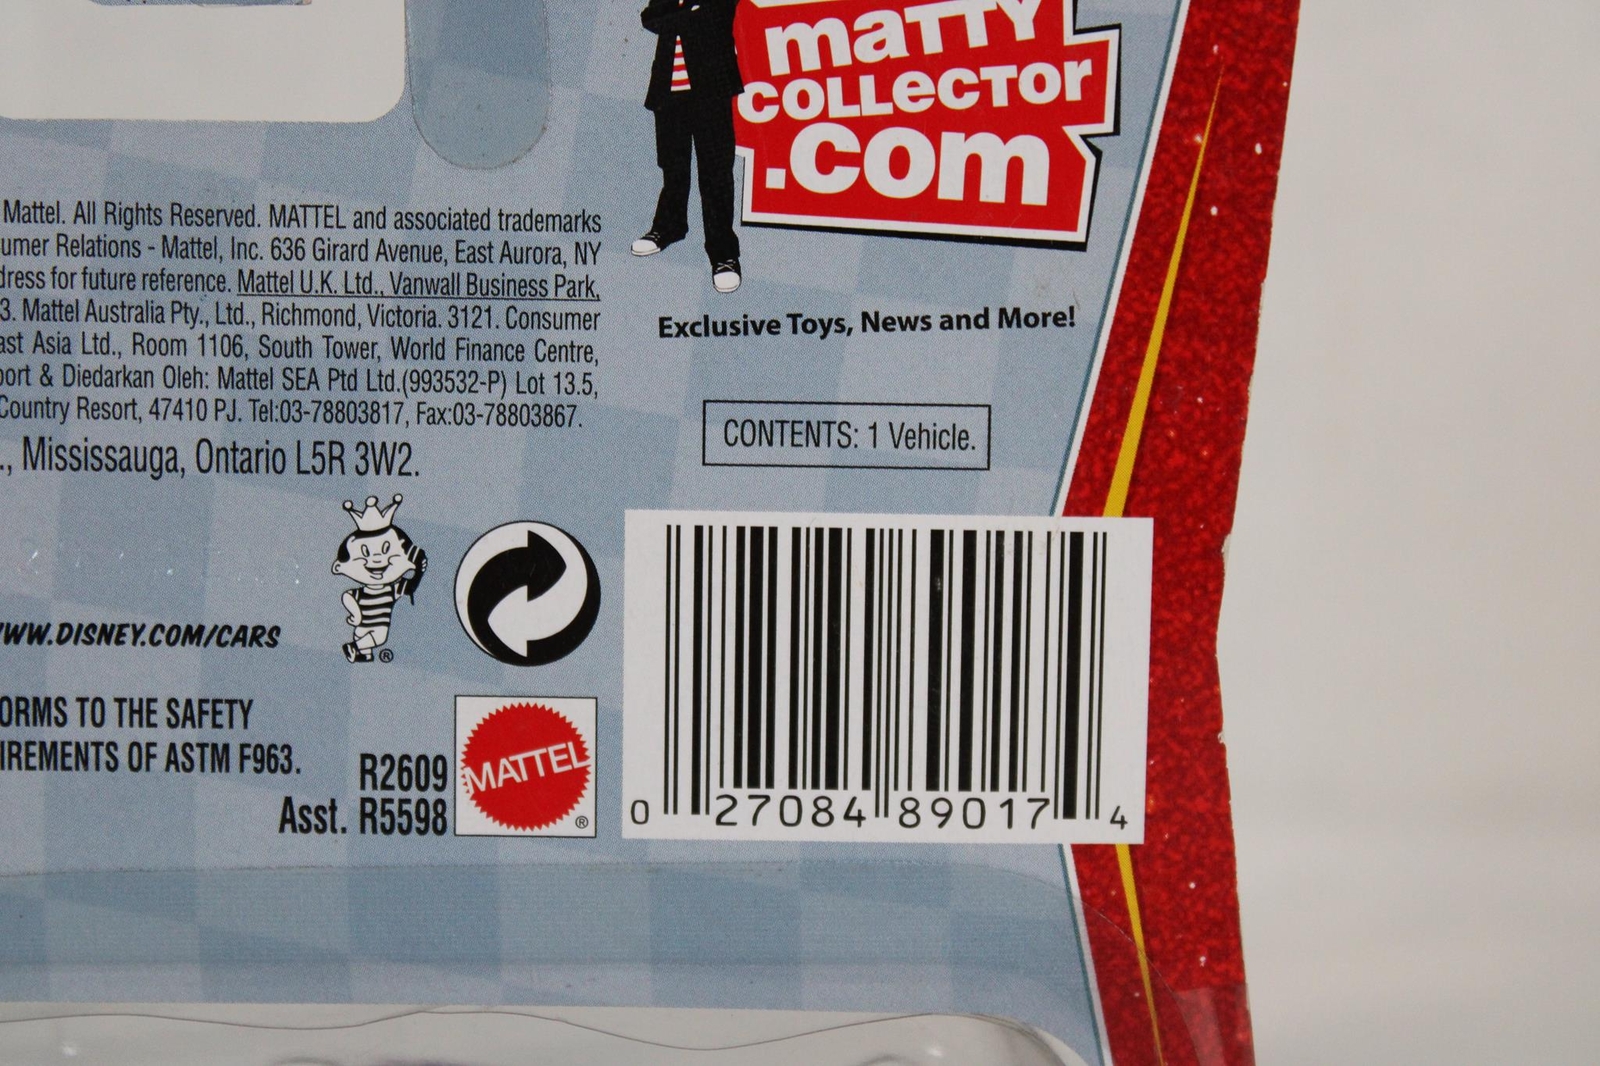 matty
collector
.com
Mattel. All Rights Reserved. MATTEL and associated trademarks
umer Relations - Mattel, Inc. 636 Girard Avenue, East Aurora, NY
dress for future reference. Mattel U.K. Ltd., Vanwall Business Park,
3. Mattel Australia Pty., Ltd., Richmond, Victoria. 3121. Consumer
ast Asia Ltd., Room 1106, South Tower, World Finance Centre,
port & Diedarkan Oleh: Mattel SEA Ptd Ltd.(993532-P) Lot 13.5,
Country Resort, 47410 PJ. Tel:03-78803817, Fax:03-78803867.
., Mississauga, Ontario L5R 3W2.
Exclusive Toys, News and More!
CONTENTS: 1 Vehicle.
®
WW.DISNEY.COM/CARS
ORMS TO THE SAFETY
IREMENTS OF ASTM F963.
R2609
Asst. R5598
MATTEL
®
0 27084 89017 4